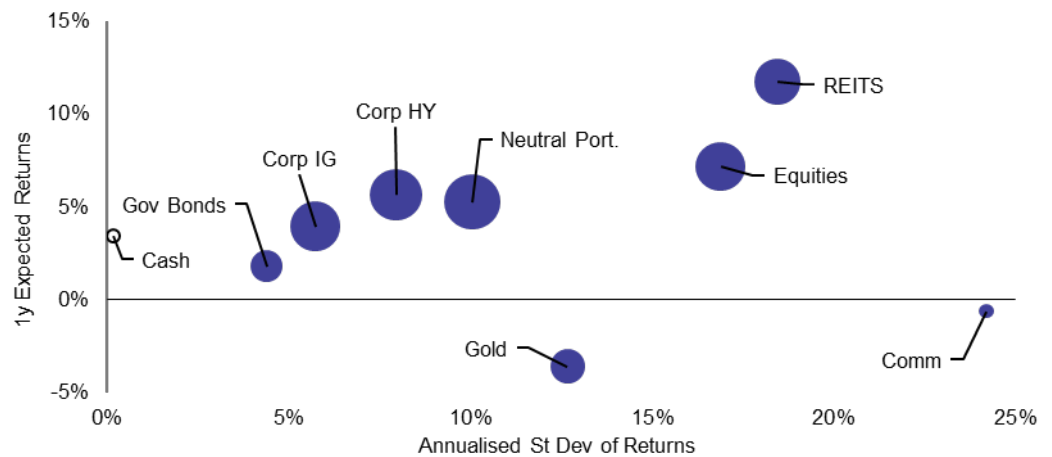 15%
10%
5%
0%
-5%
1y Expected Returns
REITS
Corp HY
Neutral Port.
Corp IG
Equities
Gov Bonds
Cash
Gold
Comm
0%
5%
10%
15%
20%
25%
Annualised St Dev of Returns